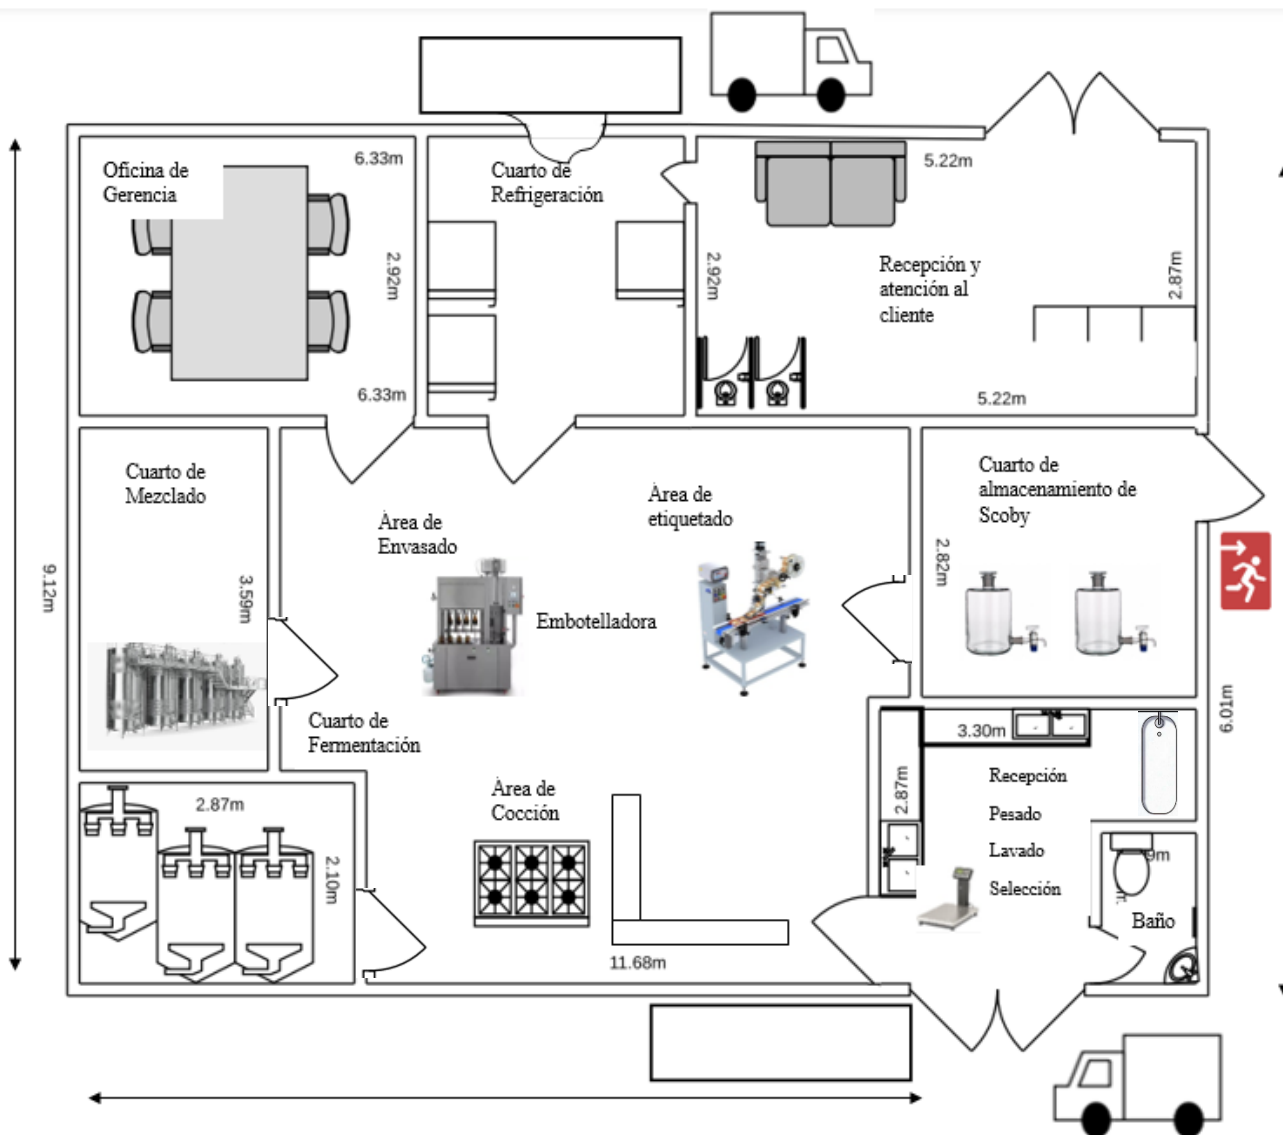 Oficina de
Gerencia
6.33m
2.92m
6.33m
Cuarto de
Refrigeración
5.22m
2.92m
Recepción y
atención al
cliente
2.87m
5.22m
Cuarto de
Mezclado
3.59m
9.12m
Área de
Envasado
Embotelladora
Área de
etiquetado
Cuarto de
almacenamiento de
Scoby
2.82m
6.01m
Cuarto de
Fermentación
2.87m
2.10m
Área de
Cocción
11.68m
3.30m
2.87m
Recepción
Pesado
Lavado
Selección
9m
Baño